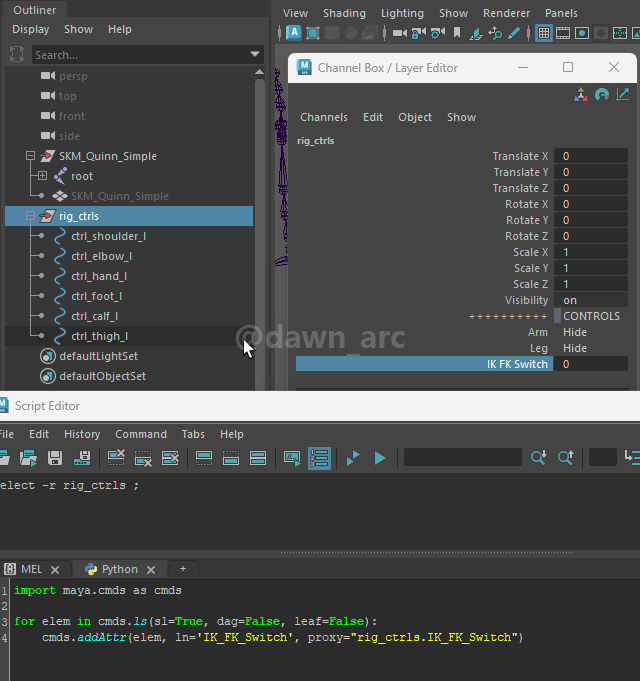 Outliner
Display Show Help
Search...
persp
top
front
side
SKM_Quinn_Simple
root
SKM_Quinn_Simple
rig_ctrls
ctrl_shoulder_l
ctrl_elbow_l
ctrl_hand_l
ctrl_foot_l
ctrl_calf_l
ctrl_thigh_l
defaultLightSet
defaultObjectSet
View Shading Lighting Show Renderer Panels
Channel Box / Layer Editor
Channels Edit Object Show
rig_ctrls
Translate X 0
Translate Y 0
Translate Z 0
Rotate X 0
Rotate Y 0
Rotate Z 0
Scale X 1
Scale Y 1
Scale Z 1
Visibility on
++++++++++ CONTROLS
Arm Hide
Leg Hide
IK FK Switch 0
@dawn_arc
Script Editor
File Edit History Command Tabs Help
elect -r rig_ctrls ;
MEL Python +
1 import maya.cmds as cmds
2
3 for elem in cmds.ls(sl=True, dag=False, leaf=False):
4 cmds.addAttr(elem, ln='IK_FK_Switch', proxy="rig_ctrls.IK_FK_Switch")